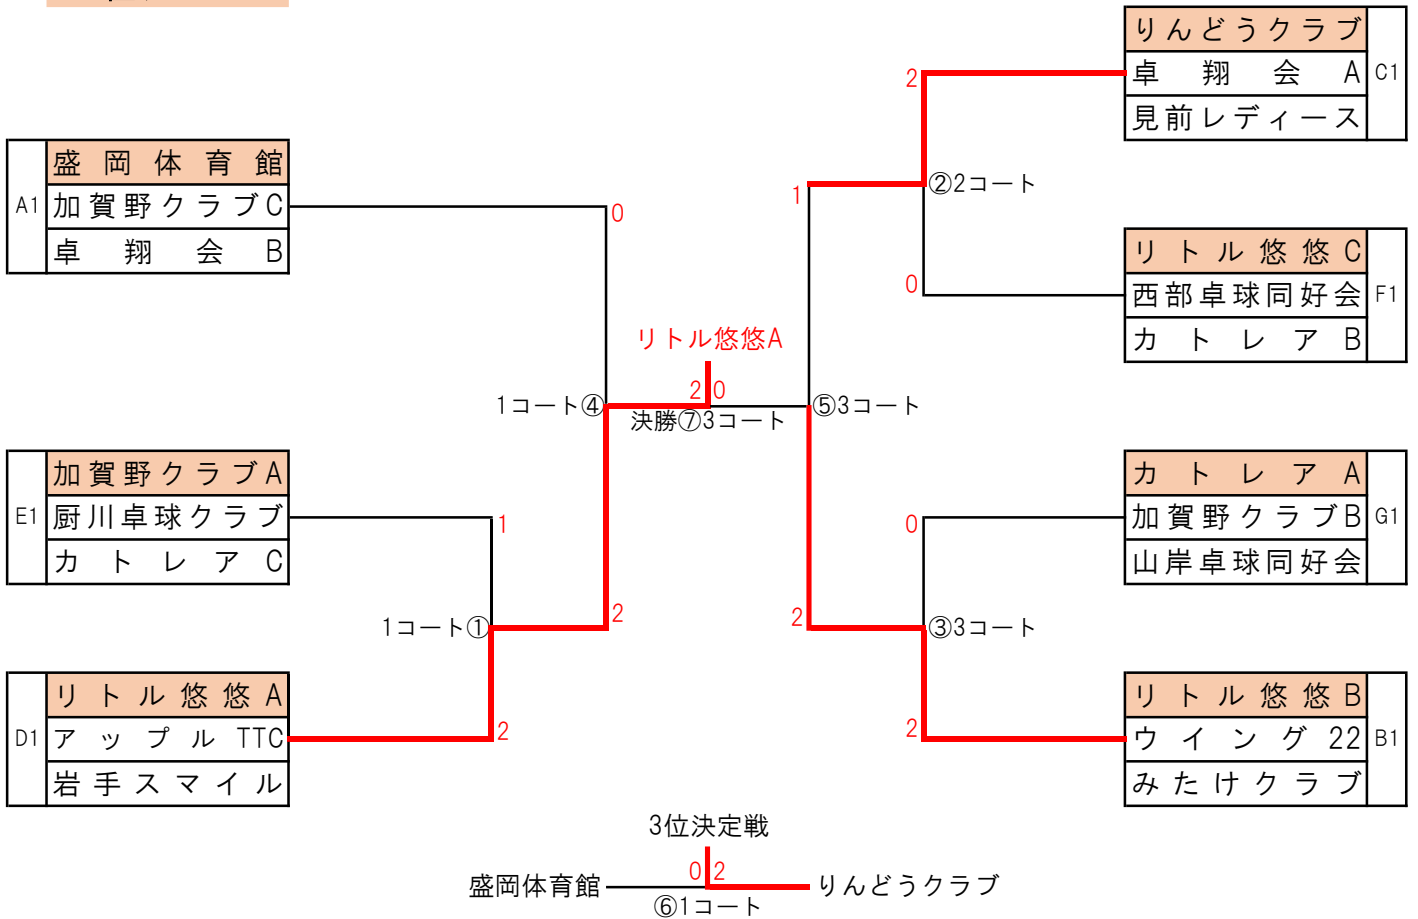 りんどうクラブ
卓翔会A
C1
見前レディース
2
盛岡体育館
A1
加賀野クラブC
卓翔会B
0
1
②2コート
リトル悠悠C
0
西部卓球同好会
F1
カトレアB
リトル悠悠A
2 0
1コート④
決勝⑦3コート
⑤3コート
加賀野クラブA
E1
厨川卓球クラブ
カトレアC
1
カトレアA
0
加賀野クラブB
G1
山岸卓球同好会
1コート①
2
2
③3コート
リトル悠悠A
D1
アップルTTC
岩手スマイル
2
リトル悠悠B
2
ウイング22
B1
みたけクラブ
3位決定戦
0 2
盛岡体育館
りんどうクラブ
⑥1コート